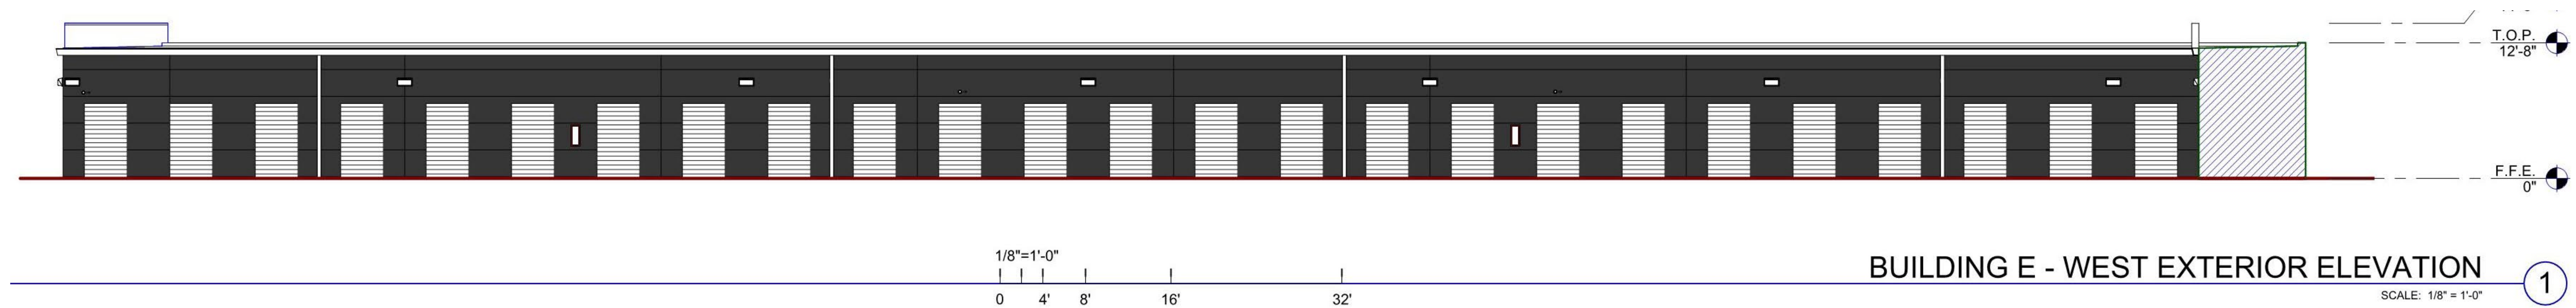 T.O.P.
12'-8"
F.F.E.
0"
1/8"=1'-0"
0 4' 8' 16' 32'
BUILDING E - WEST EXTERIOR ELEVATION
1
SCALE: 1/8" = 1'-0"